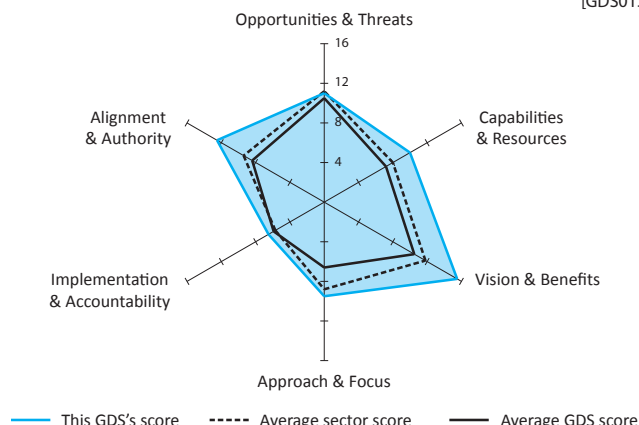 Opportunities & Threats
16
12
8
4
Alignment
& Authority
Capabilities
& Resources
Implementation
& Accountability
Vision & Benefits
Approach & Focus
This GDS's score
Average sector score
Average GDS score